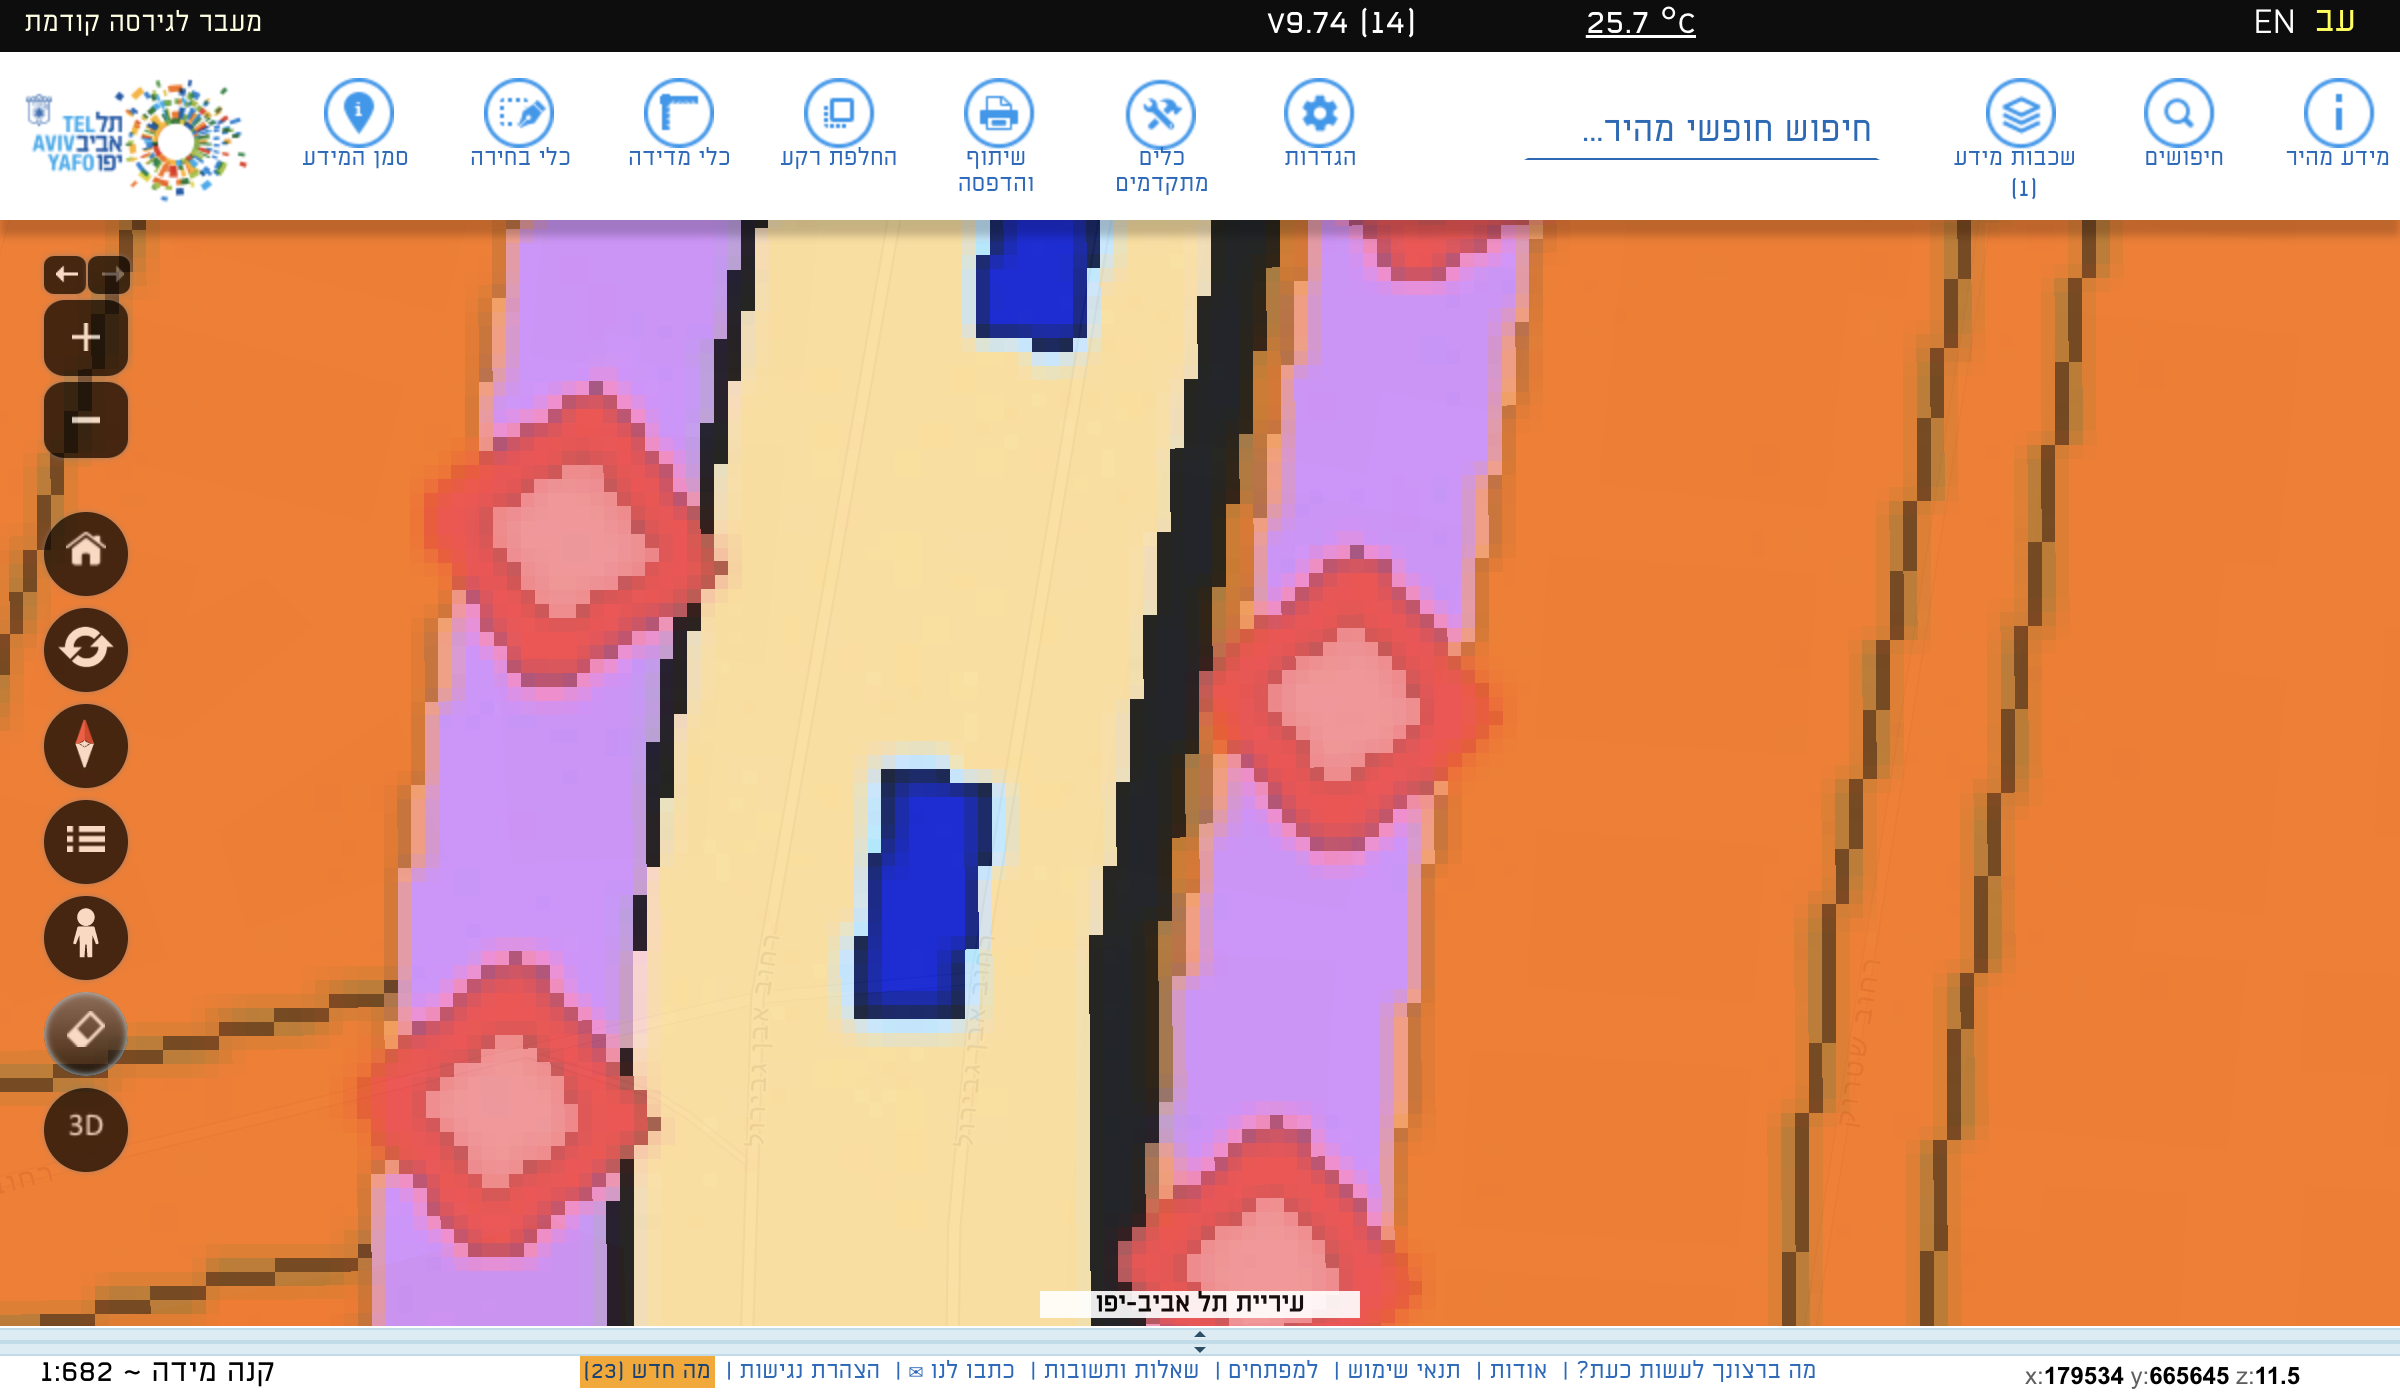 מעבר לגירסה קודמת
V9.74 (14)
25.7 °C
EN עב
תל TEL
אביב AVIV
יפו YAFO
סמן המידע
כלי בחירה
כלי מדידה
החלפת רקע
שיתוף
והדפסה
כלים
מתקדמים
הגדרות
חיפוש חופשי מהיר...
שכבות מידע
(1)
חיפושים
מידע מהיר
3D
רחוב אבן גבירול
רחוב אבן גבירול
רחוב שטרוק
רחוב
עיריית תל אביב-יפו
קנה מידה ~ 1:682
מה ברצונך לעשות כעת? | אודות | תנאי שימוש | למפתחים | שאלות ותשובות | כתבו לנו ✉ | הצהרת נגישות | מה חדש (23)
x:179534 y:665645 z:11.5